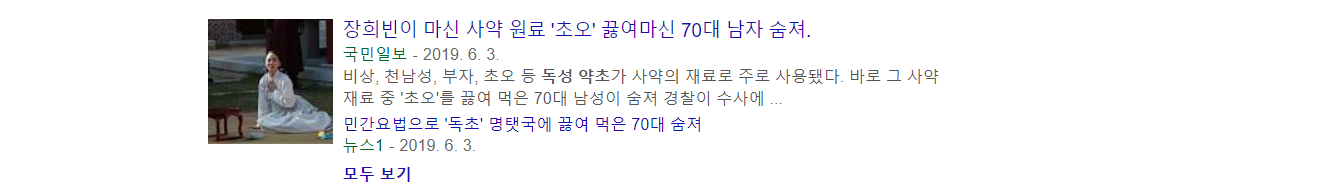 장희빈이 마신 사약 원료 '초오' 끓여마신 70대 남자 숨져.
국민일보 - 2019. 6. 3.
비상, 천남성, 부자, 초오 등 독성 약초가 사약의 재료로 주로 사용됐다. 바로 그 사약
재료 중 '초오'를 끓여 먹은 70대 남성이 숨져 경찰이 수사에 ...
민간요법으로 '독초' 명탯국에 끓여 먹은 70대 숨져
뉴스1 - 2019. 6. 3.
모두 보기